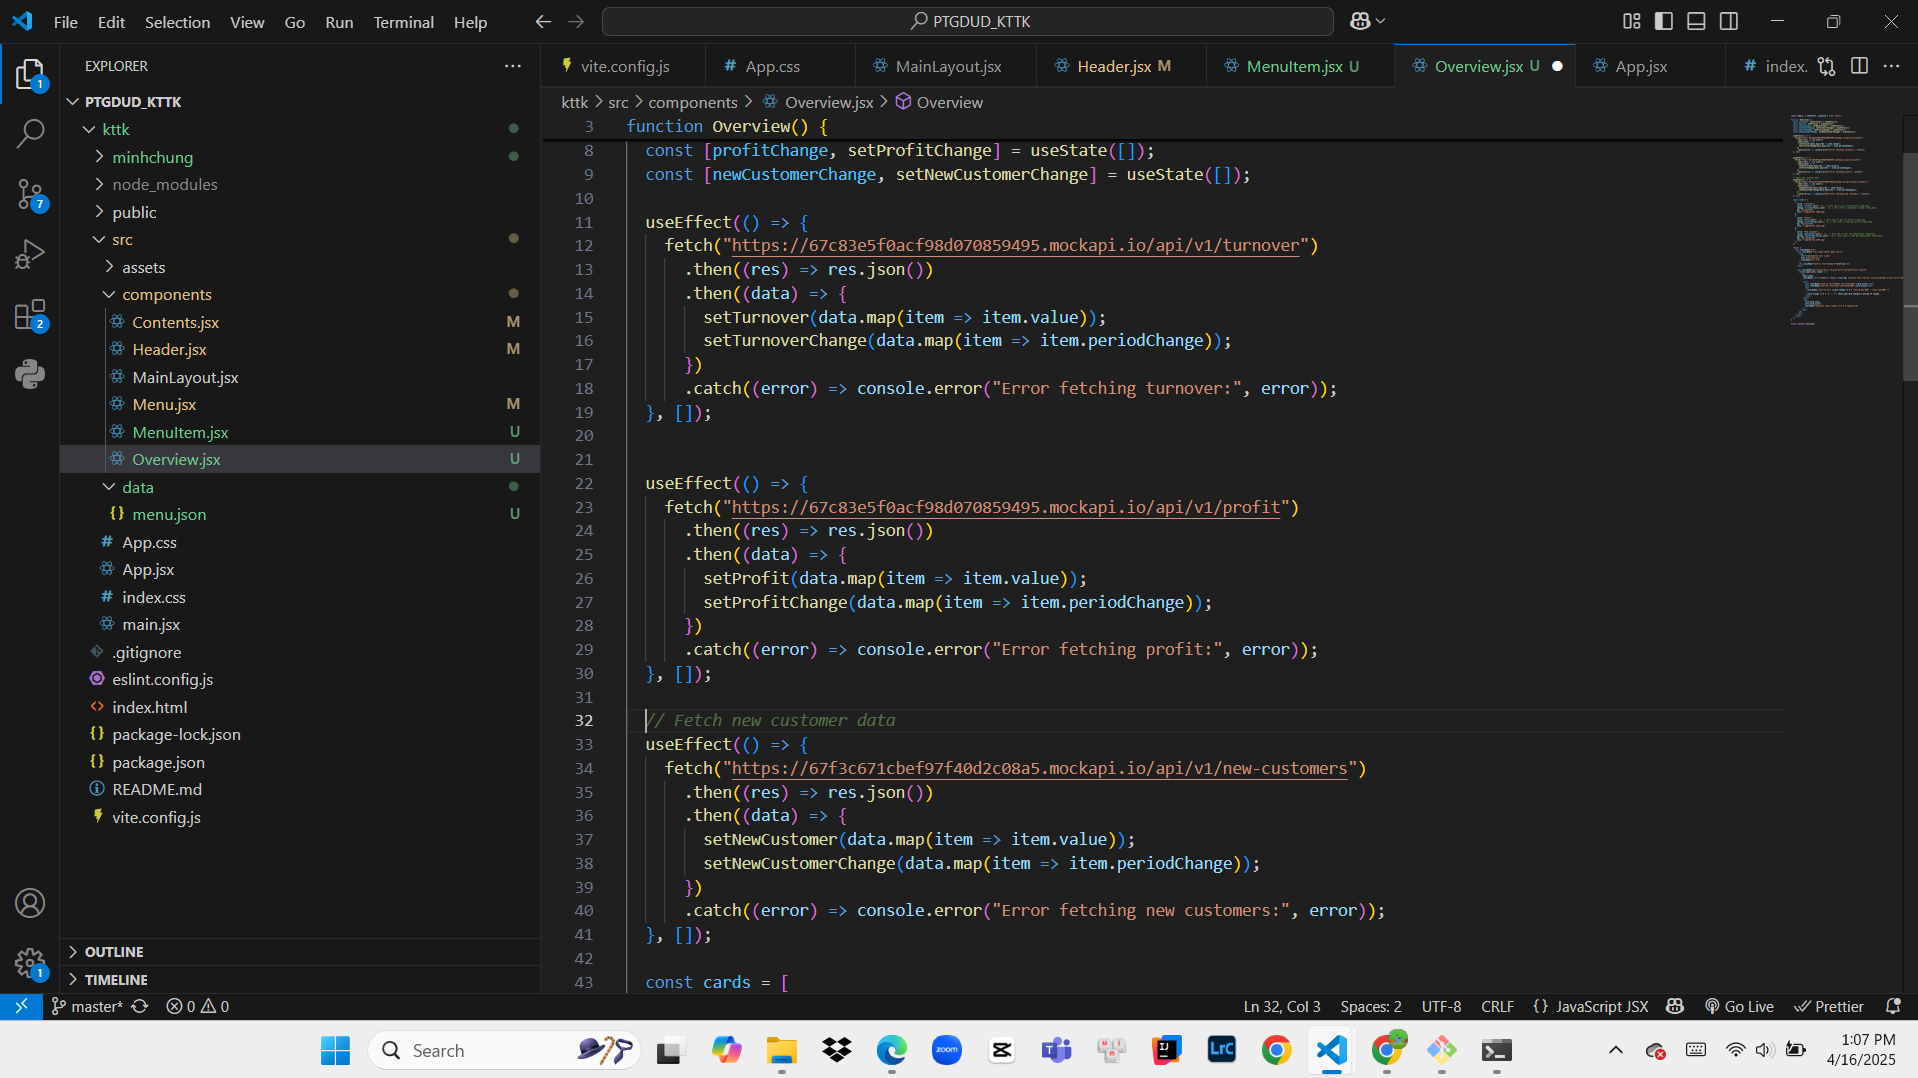 File Edit Selection View Go Run Terminal Help
PTGDUD_KTTK
EXPLORER
PTGDUD_KTTK
kttk
minhchung
node_modules
public
src
assets
components
Contents.jsx M
Header.jsx M
MainLayout.jsx
Menu.jsx M
MenuItem.jsx U
Overview.jsx U
data
{} menu.json U
# App.css
App.jsx
# index.css
main.jsx
.gitignore
eslint.config.js
<> index.html
{} package-lock.json
{} package.json
README.md
vite.config.js
OUTLINE
TIMELINE
1
7
2
1
vite.config.js # App.css MainLayout.jsx Header.jsx M MenuItem.jsx U Overview.jsx U App.jsx # index.
kttk > src > components > Overview.jsx > Overview
3 function Overview() {
8 const [profitChange, setProfitChange] = useState([]);
9 const [newCustomerChange, setNewCustomerChange] = useState([]);
10
11 useEffect(() => {
12 fetch("https://67c83e5f0acf98d070859495.mockapi.io/api/v1/turnover")
13 .then((res) => res.json())
14 .then((data) => {
15 setTurnover(data.map(item => item.value));
16 setTurnoverChange(data.map(item => item.periodChange));
17 })
18 .catch((error) => console.error("Error fetching turnover:", error));
19 }, []);
20
21
22 useEffect(() => {
23 fetch("https://67c83e5f0acf98d070859495.mockapi.io/api/v1/profit")
24 .then((res) => res.json())
25 .then((data) => {
26 setProfit(data.map(item => item.value));
27 setProfitChange(data.map(item => item.periodChange));
28 })
29 .catch((error) => console.error("Error fetching profit:", error));
30 }, []);
31
32 // Fetch new customer data
33 useEffect(() => {
34 fetch("https://67f3c671cbef97f40d2c08a5.mockapi.io/api/v1/new-customers")
35 .then((res) => res.json())
36 .then((data) => {
37 setNewCustomer(data.map(item => item.value));
38 setNewCustomerChange(data.map(item => item.periodChange));
39 })
40 .catch((error) => console.error("Error fetching new customers:", error));
41 }, []);
42
43 const cards = [
master* 0 0 Ln 32, Col 3 Spaces: 2 UTF-8 CRLF {} JavaScript JSX Go Live Prettier
Search
zoom
LrC
1:07 PM
4/16/2025